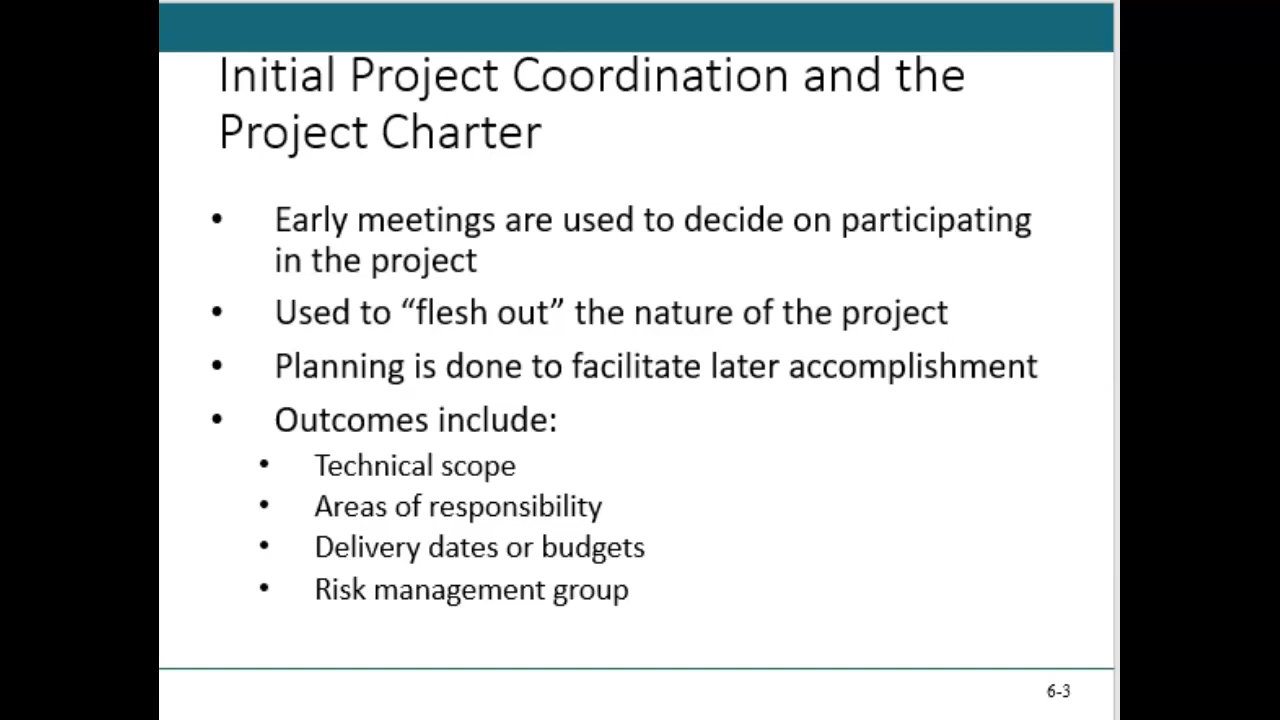 Initial Project Coordination and the
Project Charter
• Early meetings are used to decide on participating
in the project
• Used to “flesh out” the nature of the project
• Planning is done to facilitate later accomplishment
• Outcomes include:
• Technical scope
• Areas of responsibility
• Delivery dates or budgets
• Risk management group
6-3